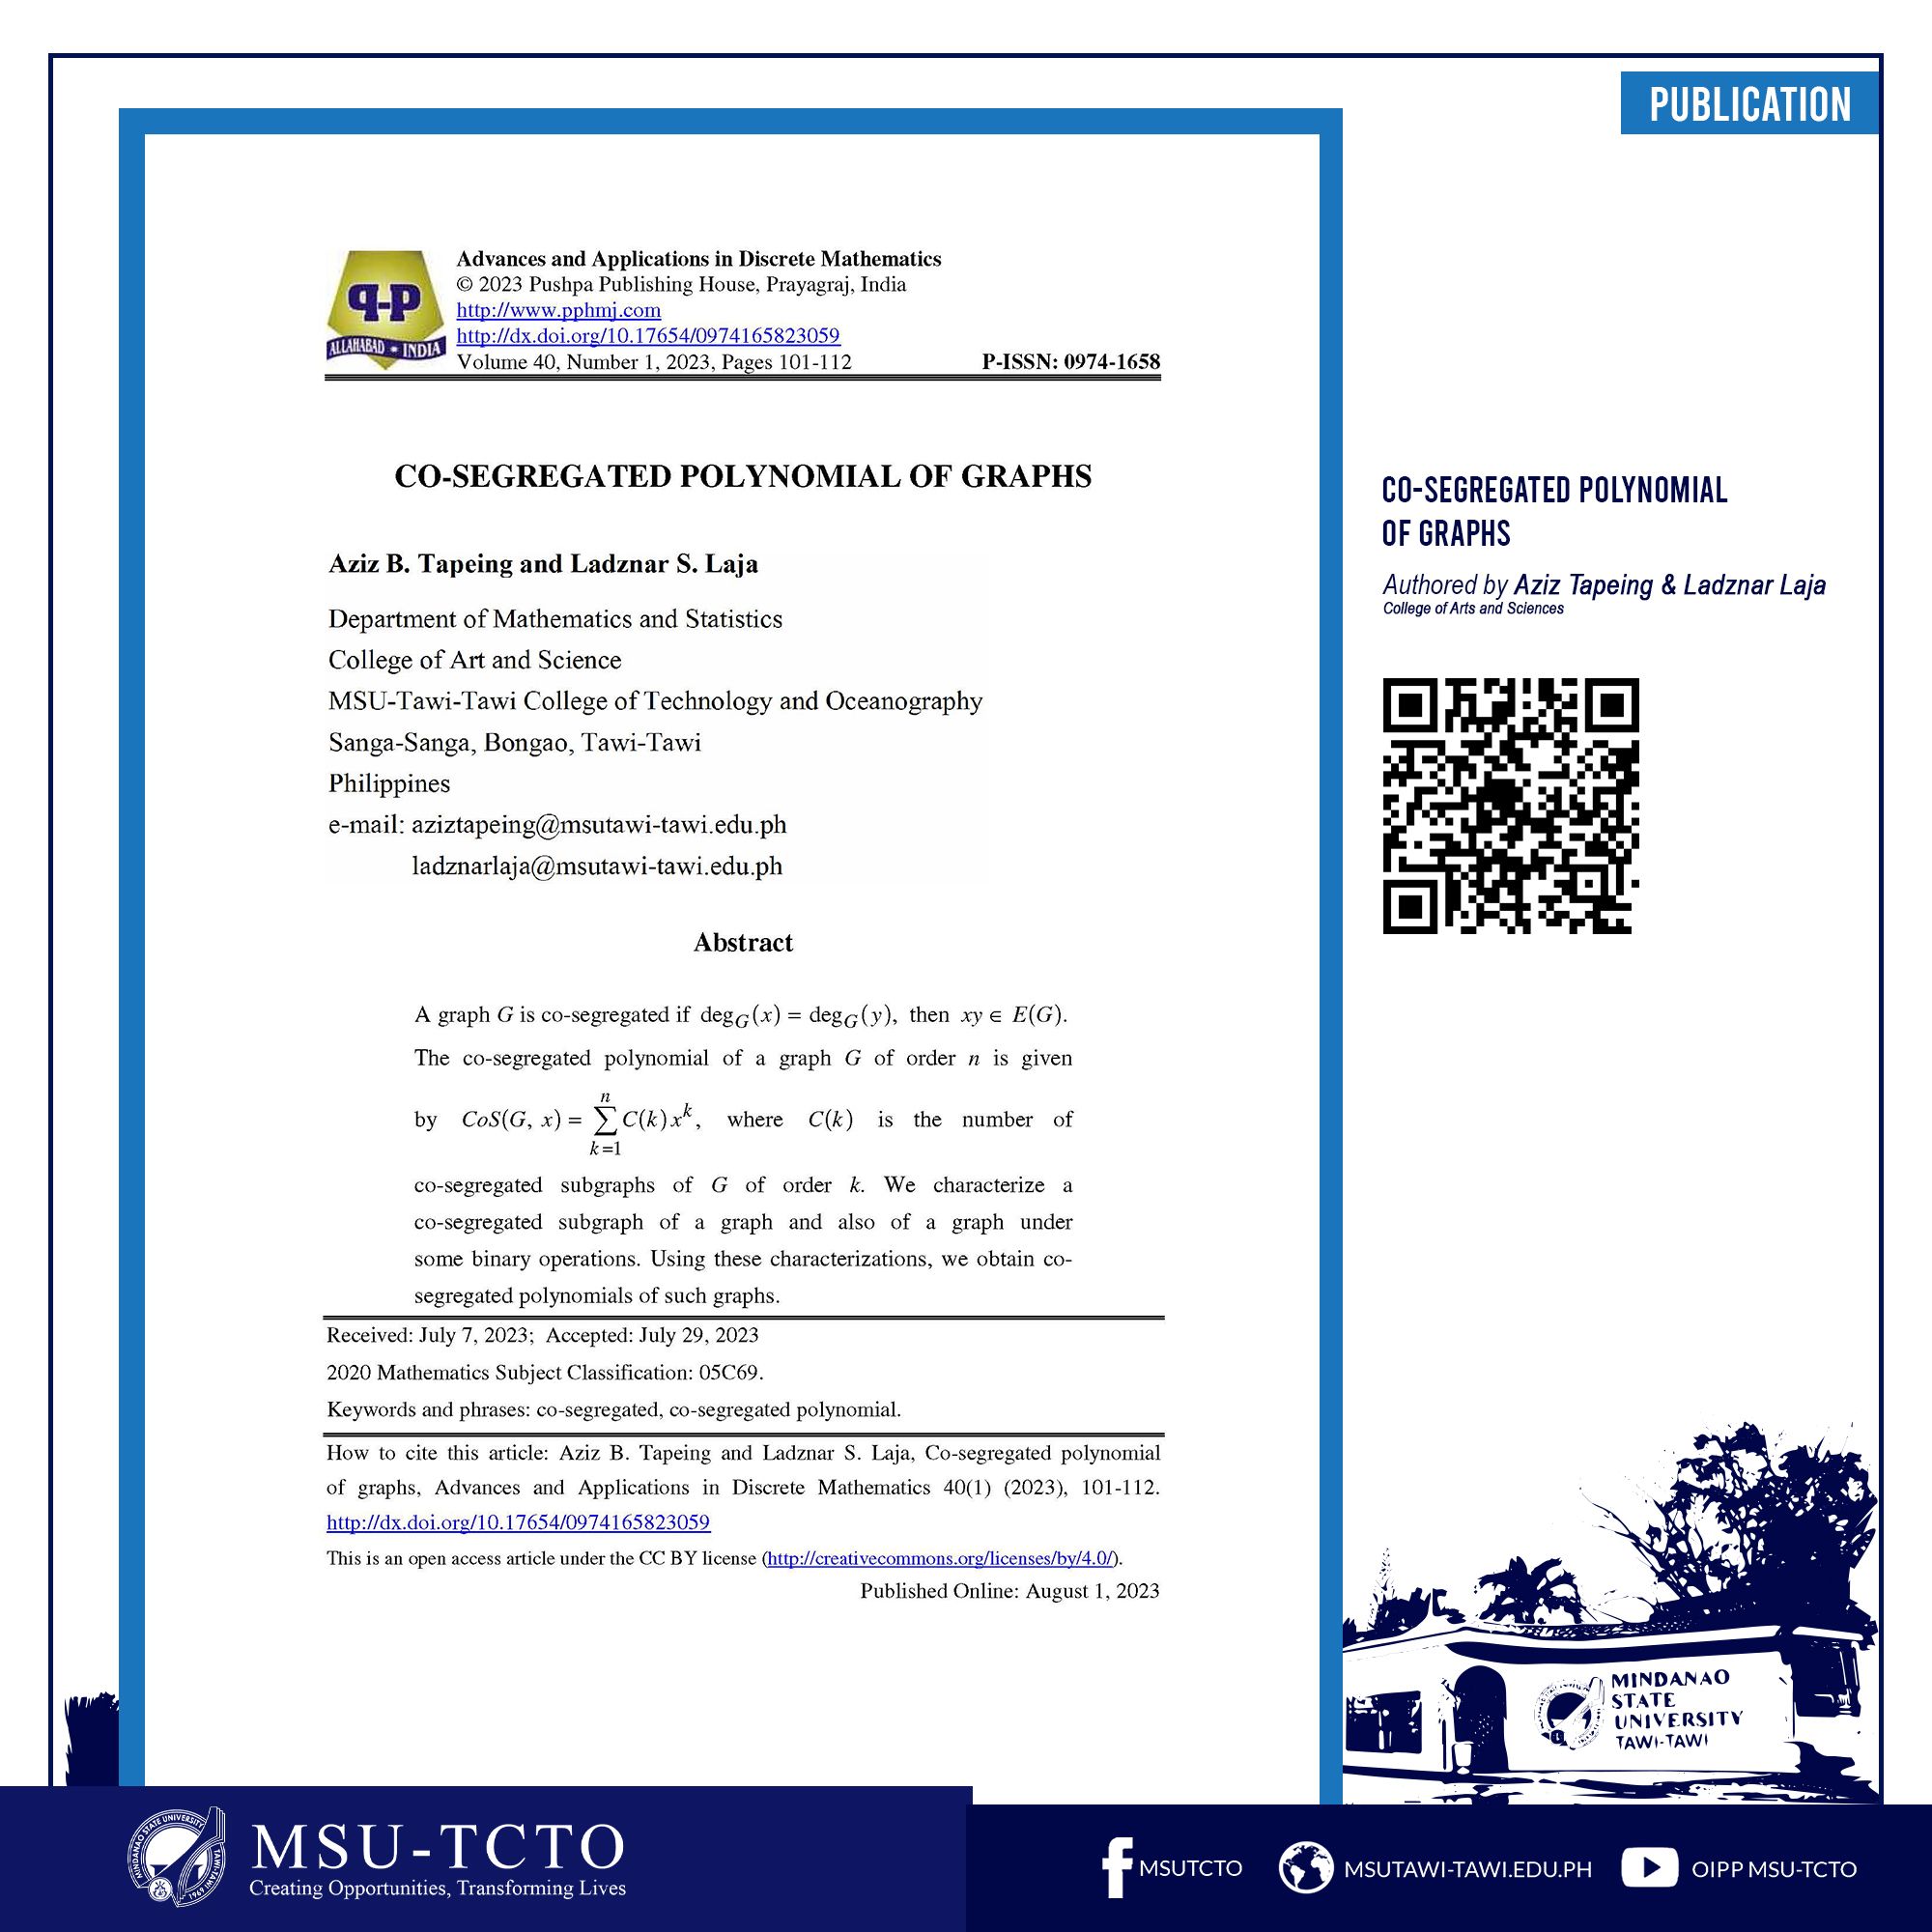 PUBLICATION
Advances and Applications in Discrete Mathematics
© 2023 Pushpa Publishing House, Prayagraj, India
http://www.pphmj.com
http://dx.doi.org/10.17654/0974165823059
Volume 40, Number 1, 2023, Pages 101-112 P-ISSN: 0974-1658
q-p
ALLAHABAD • INDIA
CO-SEGREGATED POLYNOMIAL OF GRAPHS
Aziz B. Tapeing and Ladznar S. Laja
Department of Mathematics and Statistics
College of Art and Science
MSU-Tawi-Tawi College of Technology and Oceanography
Sanga-Sanga, Bongao, Tawi-Tawi
Philippines
e-mail: aziztapeing@msutawi-tawi.edu.ph
ladznarlaja@msutawi-tawi.edu.ph
Abstract
A graph G is co-segregated if deg_G(x) = deg_G(y), then xy ∈ E(G).
The co-segregated polynomial of a graph G of order n is given
by CoS(G, x) = ∑_{k=1}^{n} C(k)x^k, where C(k) is the number of
co-segregated subgraphs of G of order k. We characterize a
co-segregated subgraph of a graph and also of a graph under
some binary operations. Using these characterizations, we obtain co-
segregated polynomials of such graphs.
Received: July 7, 2023; Accepted: July 29, 2023
2020 Mathematics Subject Classification: 05C69.
Keywords and phrases: co-segregated, co-segregated polynomial.
How to cite this article: Aziz B. Tapeing and Ladznar S. Laja, Co-segregated polynomial
of graphs, Advances and Applications in Discrete Mathematics 40(1) (2023), 101-112.
http://dx.doi.org/10.17654/0974165823059
This is an open access article under the CC BY license (http://creativecommons.org/licenses/by/4.0/).
Published Online: August 1, 2023
CO-SEGREGATED POLYNOMIAL
OF GRAPHS
Authored by Aziz Tapeing & Ladznar Laja
College of Arts and Sciences
MINDANAO
STATE
UNIVERSITY
TAWI-TAWI
MINDANAO STATE UNIVERSITY TAWI-TAWI 1969
MSU-TCTO
Creating Opportunities, Transforming Lives
MSUTCTO
MSUTAWI-TAWI.EDU.PH
OIPP MSU-TCTO